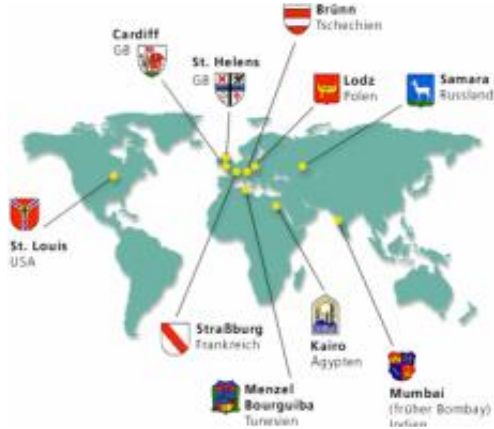 Brünn
Tschechien
Cardiff
GB
St. Helens
GB
Lodz
Polen
Samara
Russland
St. Louis
USA
Straßburg
Frankreich
Kairo
Ägypten
Menzel
Bourguiba
Tunesien
Mumbai
(früher Bombay)
Indien